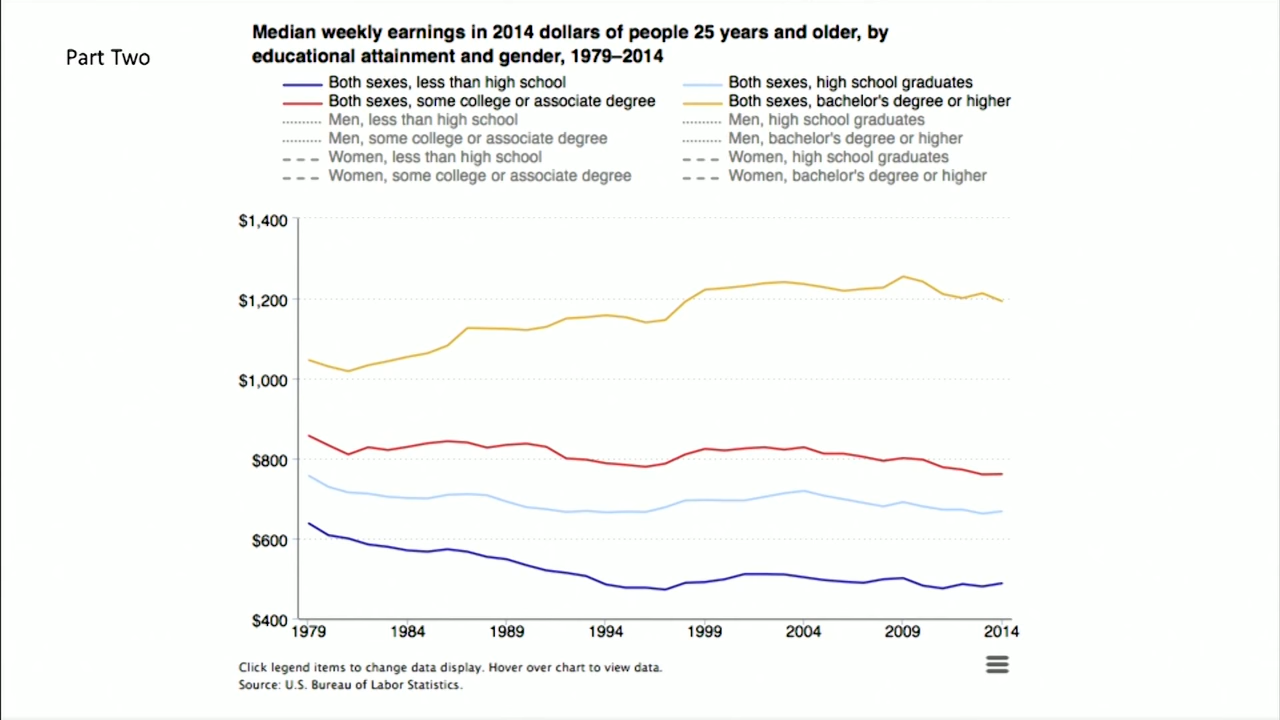 Part Two
Median weekly earnings in 2014 dollars of people 25 years and older, by
educational attainment and gender, 1979–2014
Both sexes, less than high school
Both sexes, high school graduates
Both sexes, some college or associate degree
Both sexes, bachelor's degree or higher
Men, less than high school
Men, high school graduates
Men, some college or associate degree
Men, bachelor's degree or higher
Women, less than high school
Women, high school graduates
Women, some college or associate degree
Women, bachelor's degree or higher
$1,400
$1,200
$1,000
$800
$600
$400
1979 1984 1989 1994 1999 2004 2009 2014
Click legend items to change data display. Hover over chart to view data.
Source: U.S. Bureau of Labor Statistics.